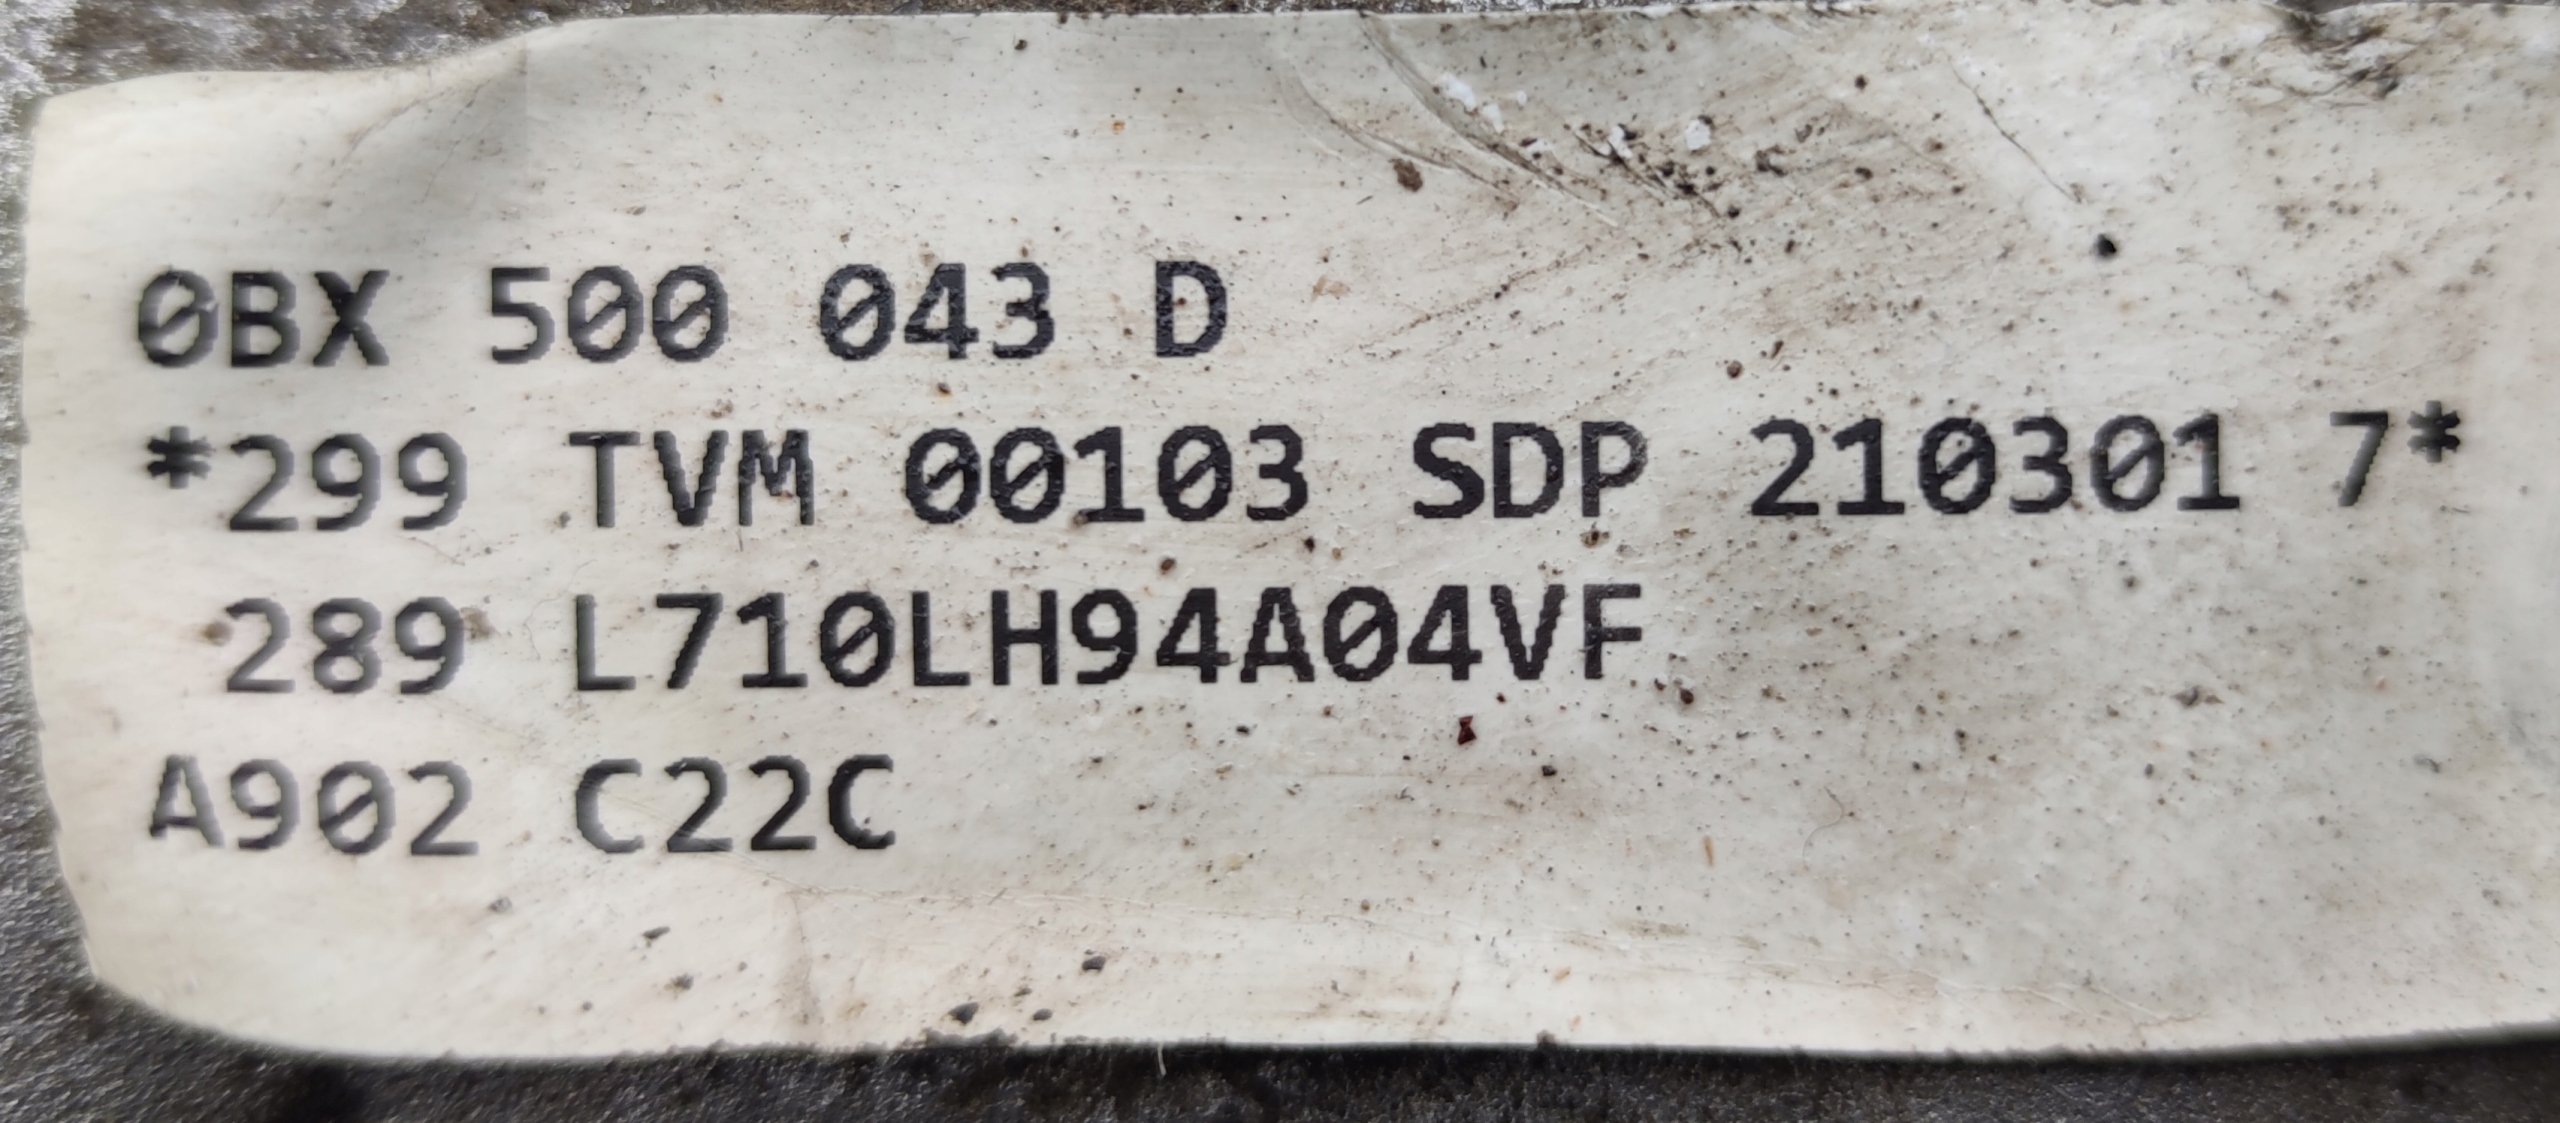 0BX 500 043 D
*299 TVM 00103 SDP 210301 7*
289 L710LH94A04VF
A902 C22C